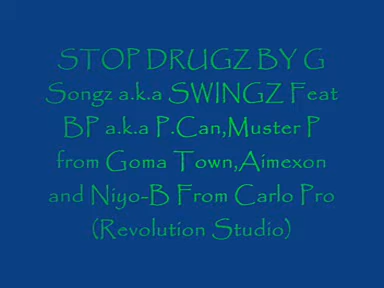 STOP DRUGZ BY G
Songz a.k.a SWINGZ Feat
BP a.k.a P.Can,Muster P
from Goma Town,Aimexon
and Niyo-B From Carlo Pro
(Revolution Studio)